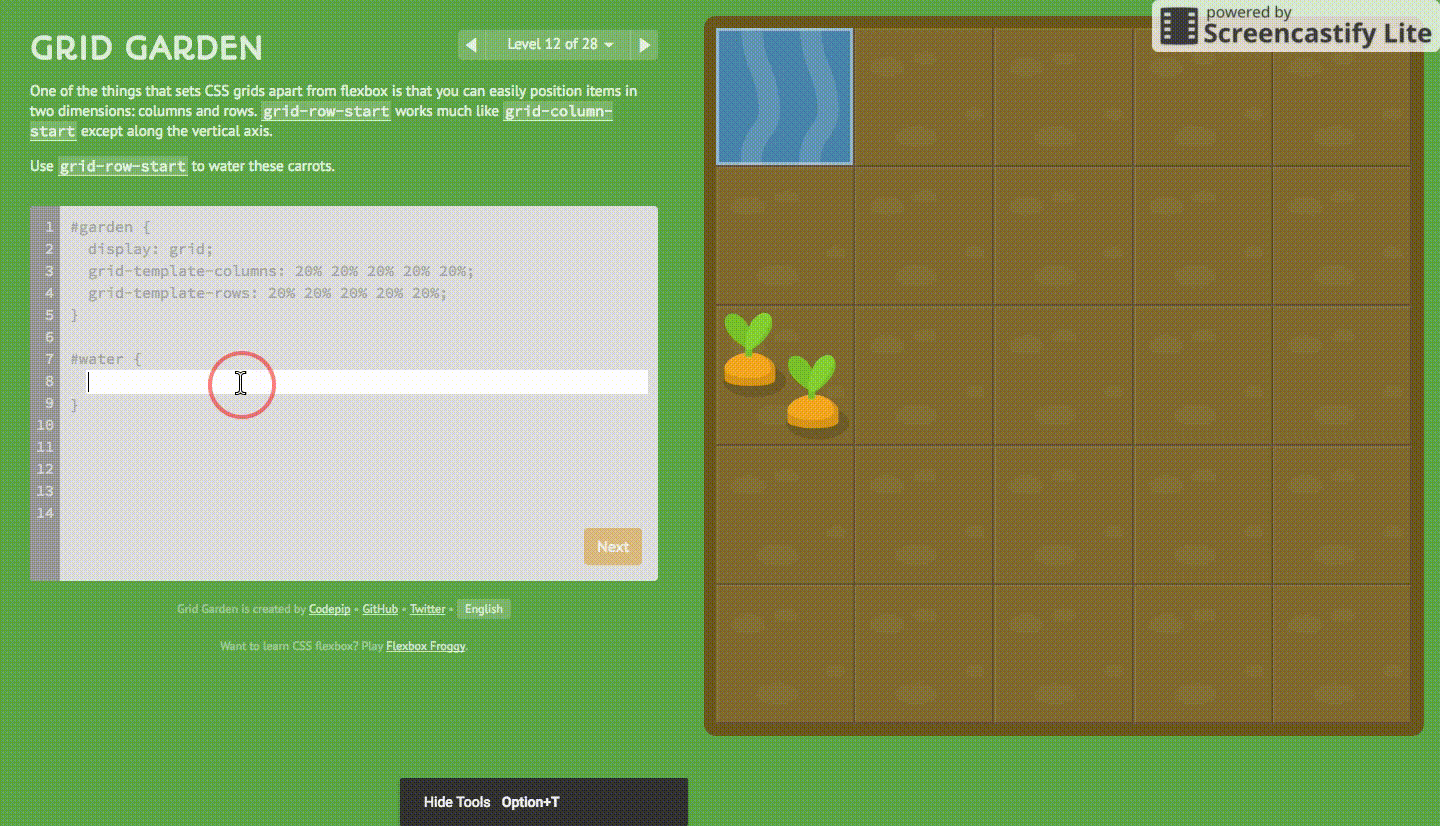 powered by
Screencastify Lite
GRID GARDEN
Level 12 of 28
One of the things that sets CSS grids apart from flexbox is that you can easily position items in
two dimensions: columns and rows. grid-row-start works much like grid-column-
start except along the vertical axis.
Use grid-row-start to water these carrots.
1 #garden {
2 display: grid;
3 grid-template-columns: 20% 20% 20% 20% 20%;
4 grid-template-rows: 20% 20% 20% 20% 20%;
5 }
6
7 #water {
8
9 }
10
11
12
13
14
Next
Grid Garden is created by Codepip • GitHub • Twitter • English
Want to learn CSS flexbox? Play Flexbox Froggy.
Hide Tools Option+T